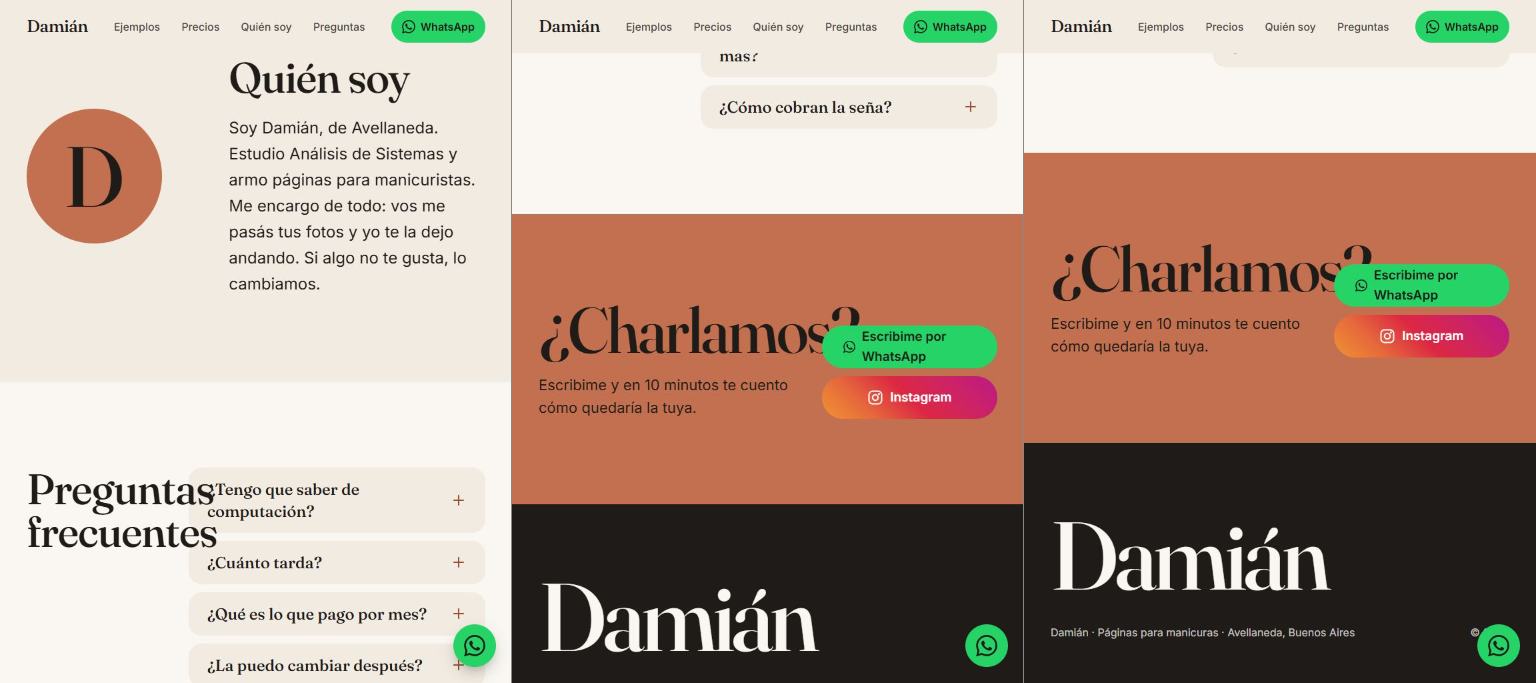 Damián
Ejemplos
Precios
Quién soy
Preguntas
WhatsApp
Quién soy
D
Soy Damián, de Avellaneda.
Estudio Análisis de Sistemas y
armo páginas para manicuristas.
Me encargo de todo: vos me
pasás tus fotos y yo te la dejo
andando. Si algo no te gusta, lo
cambiamos.
Preguntas
frecuentes
¿Tengo que saber de
computación?
¿Cuánto tarda?
¿Qué es lo que pago por mes?
¿La puedo cambiar después?
Damián
Ejemplos
Precios
Quién soy
Preguntas
WhatsApp
más?
¿Cómo cobran la seña?
¿Charlamos?
Escribime y en 10 minutos te cuento
cómo quedaría la tuya.
Escribime por
WhatsApp
Instagram
Damián
Damián
Ejemplos
Precios
Quién soy
Preguntas
WhatsApp
¿Charlamos?
Escribime y en 10 minutos te cuento
cómo quedaría la tuya.
Escribime por
WhatsApp
Instagram
Damián
Damián · Páginas para manicuras · Avellaneda, Buenos Aires
©